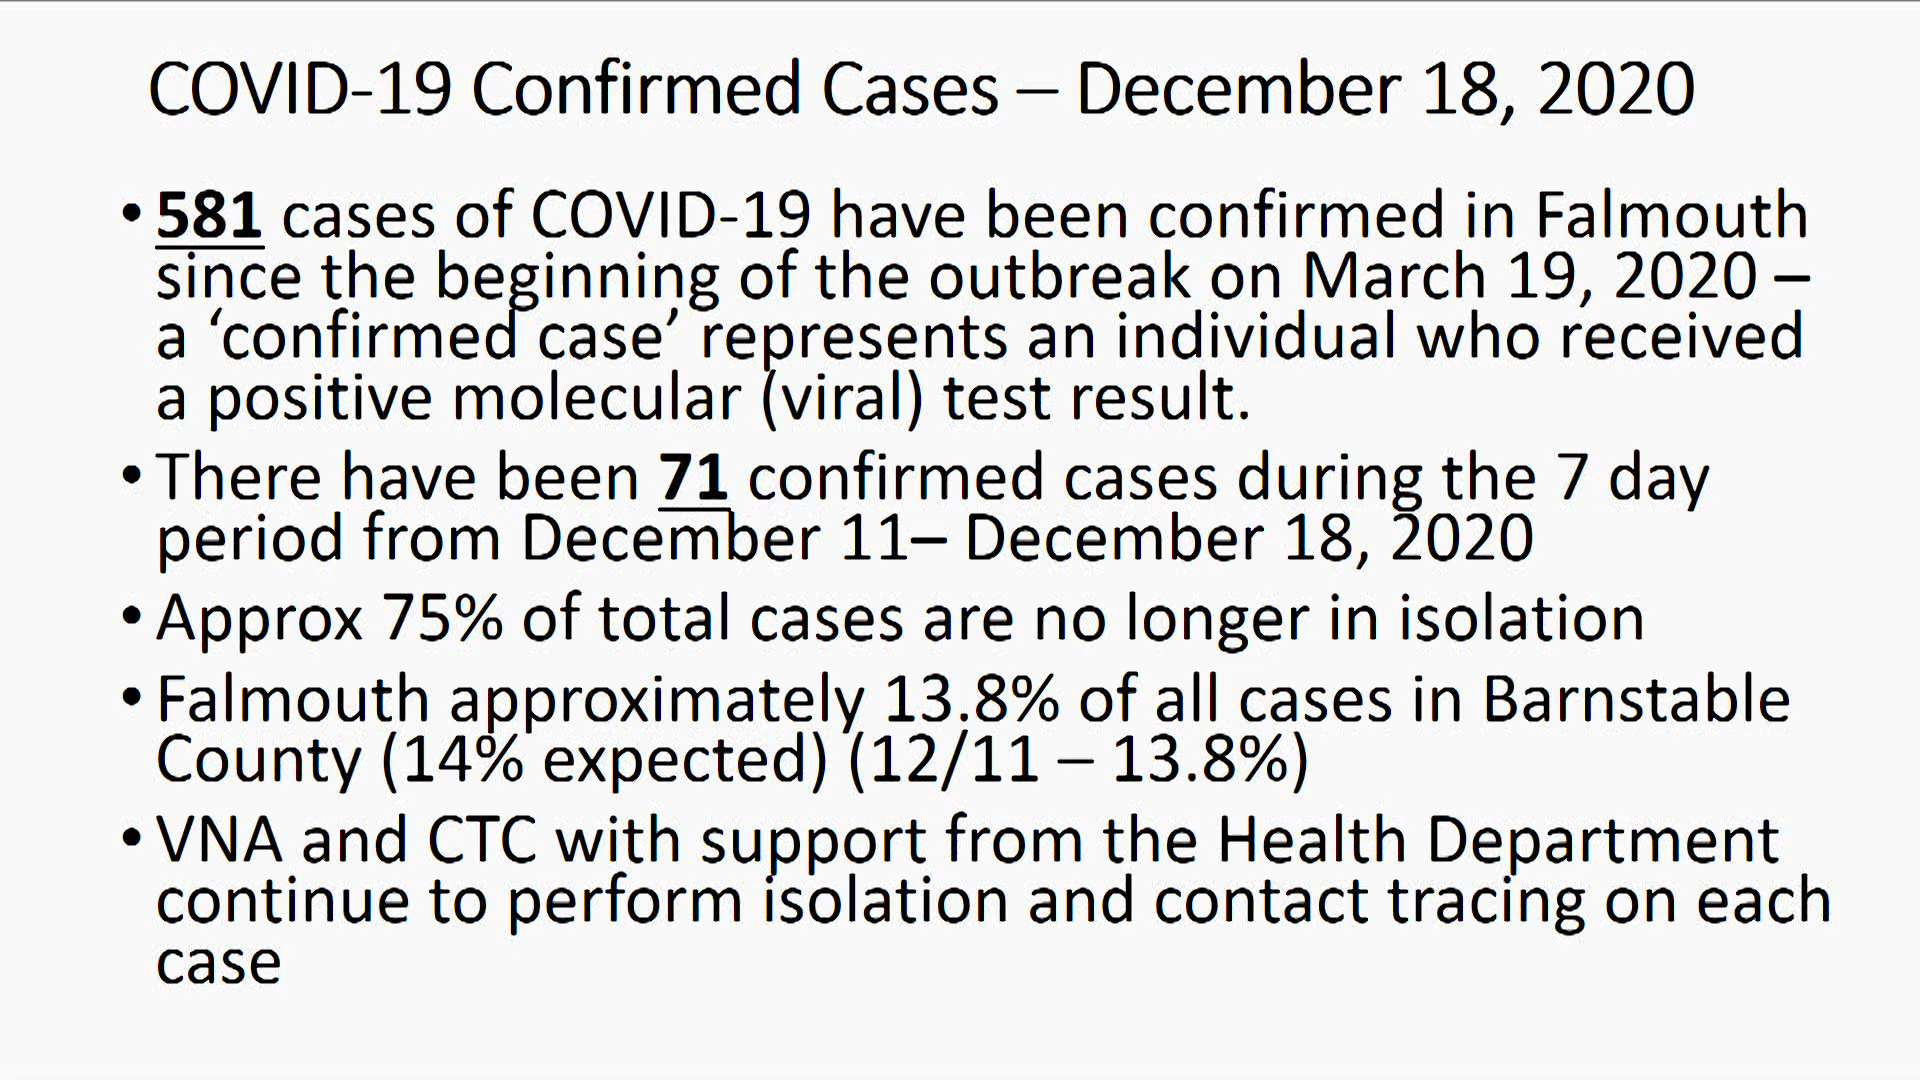 COVID-19 Confirmed Cases – December 18, 2020
• 581 cases of COVID-19 have been confirmed in Falmouth
since the beginning of the outbreak on March 19, 2020 –
a ‘confirmed case’ represents an individual who received
a positive molecular (viral) test result.
• There have been 71 confirmed cases during the 7 day
period from December 11– December 18, 2020
• Approx 75% of total cases are no longer in isolation
• Falmouth approximately 13.8% of all cases in Barnstable
County (14% expected) (12/11 – 13.8%)
• VNA and CTC with support from the Health Department
continue to perform isolation and contact tracing on each
case